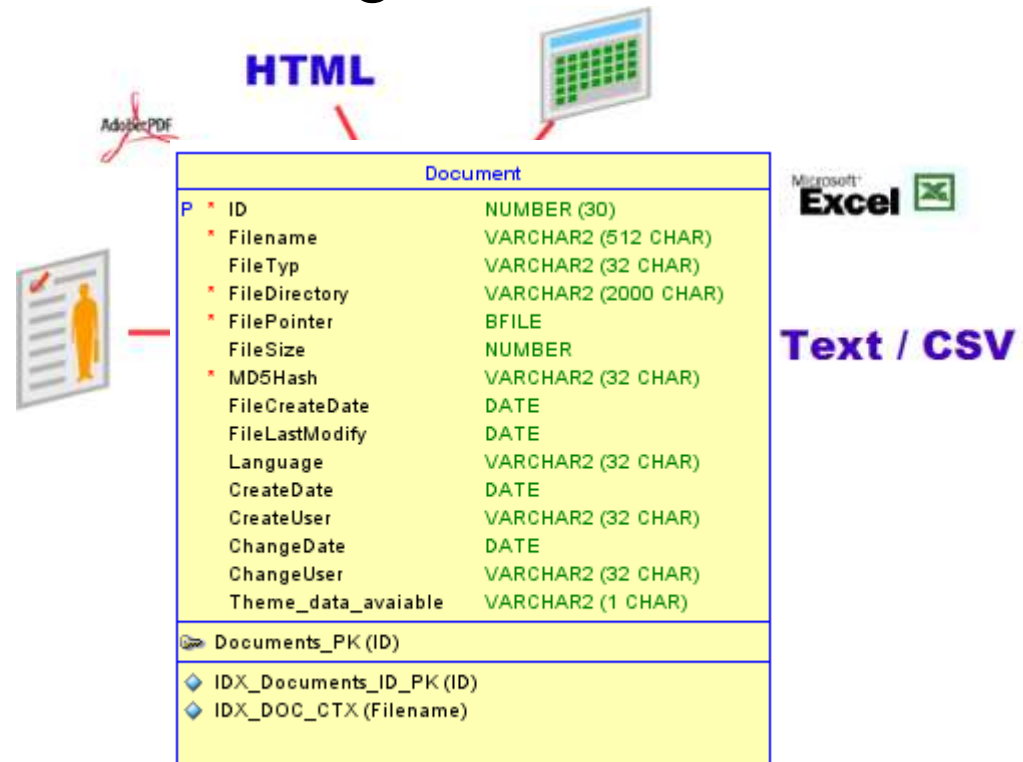 HTML
Adobe PDF
Microsoft
Excel
Text / CSV
Document
P * ID NUMBER (30)
* Filename VARCHAR2 (512 CHAR)
FileTyp VARCHAR2 (32 CHAR)
* FileDirectory VARCHAR2 (2000 CHAR)
* FilePointer BFILE
FileSize NUMBER
* MD5Hash VARCHAR2 (32 CHAR)
FileCreateDate DATE
FileLastModify DATE
Language VARCHAR2 (32 CHAR)
CreateDate DATE
CreateUser VARCHAR2 (32 CHAR)
ChangeDate DATE
ChangeUser VARCHAR2 (32 CHAR)
Theme_data_avaiable VARCHAR2 (1 CHAR)
Documents_PK (ID)
IDX_Documents_ID_PK (ID)
IDX_DOC_CTX (Filename)